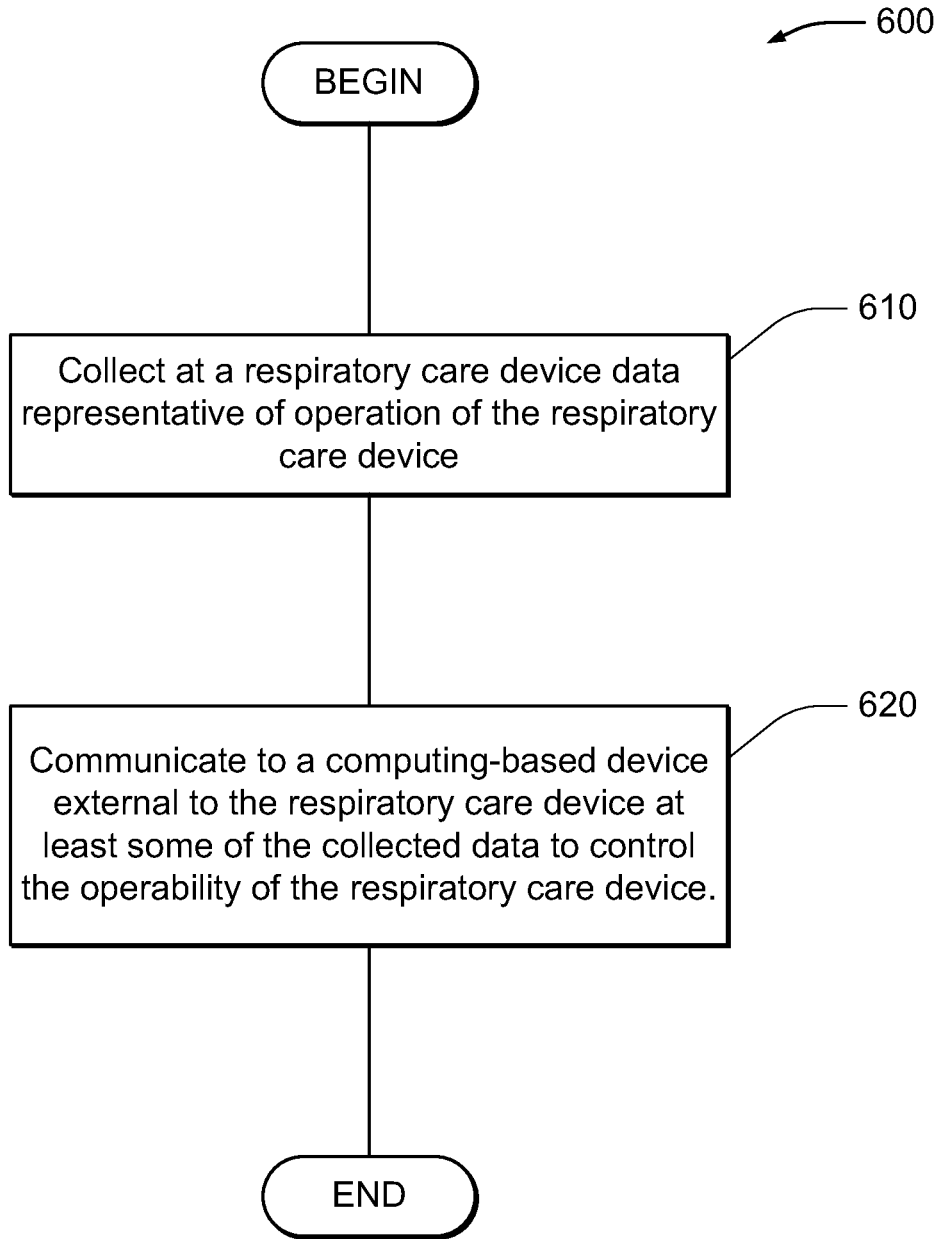 600
BEGIN
610
Collect at a respiratory care device data
representative of operation of the respiratory
care device
620
Communicate to a computing-based device
external to the respiratory care device at
least some of the collected data to control
the operability of the respiratory care device.
END